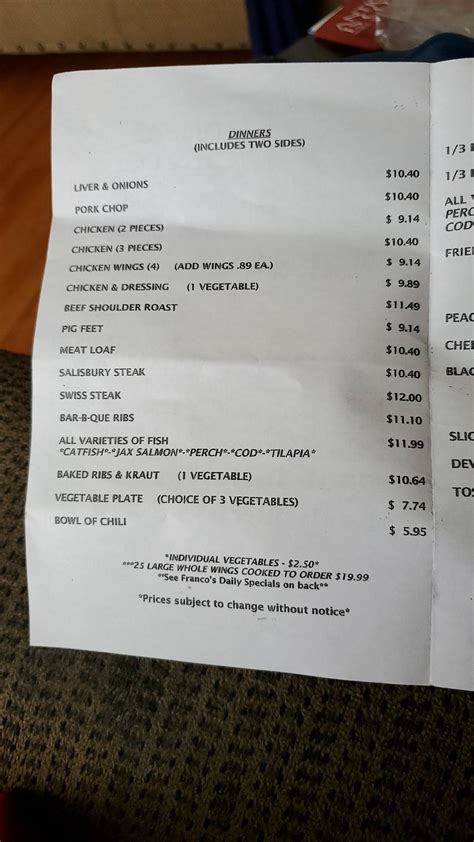 DINNERS
(INCLUDES TWO SIDES)
LIVER & ONIONS $10.40
PORK CHOP $10.40
CHICKEN (2 PIECES) $ 9.14
CHICKEN (3 PIECES) $10.40
CHICKEN WINGS (4) (ADD WINGS .89 EA.) $ 9.14
CHICKEN & DRESSING (1 VEGETABLE) $ 9.89
BEEF SHOULDER ROAST $11.49
PIG FEET $ 9.14
MEAT LOAF $10.40
SALISBURY STEAK $10.40
SWISS STEAK $12.00
BAR-B-QUE RIBS $11.10
ALL VARIETIES OF FISH $11.99
*CATFISH*-*JAX SALMON*-*PERCH*-*COD*-*TILAPIA*
BAKED RIBS & KRAUT (1 VEGETABLE) $10.64
VEGETABLE PLATE (CHOICE OF 3 VEGETABLES) $ 7.74
BOWL OF CHILI $ 5.95
*INDIVIDUAL VEGETABLES - $2.50*
***25 LARGE WHOLE WINGS COOKED TO ORDER $19.99
**See Franco's Daily Specials on back**
*Prices subject to change without notice*
1/3
1/3
ALL
PERC
COD
FRIE
PEAC
CHE
BLAC
SLIC
DEV
TOS